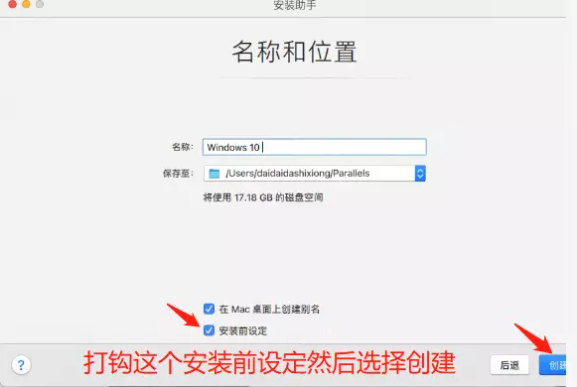 安装助手
名称和位置
名称: Windows 10
保存至: /Users/daidaidashixiong/Parallels
将使用 17.18 GB 的磁盘空间
在 Mac 桌面上创建别名
安装前设定
? 打钩这个安装前设定然后选择创建 后退 创建